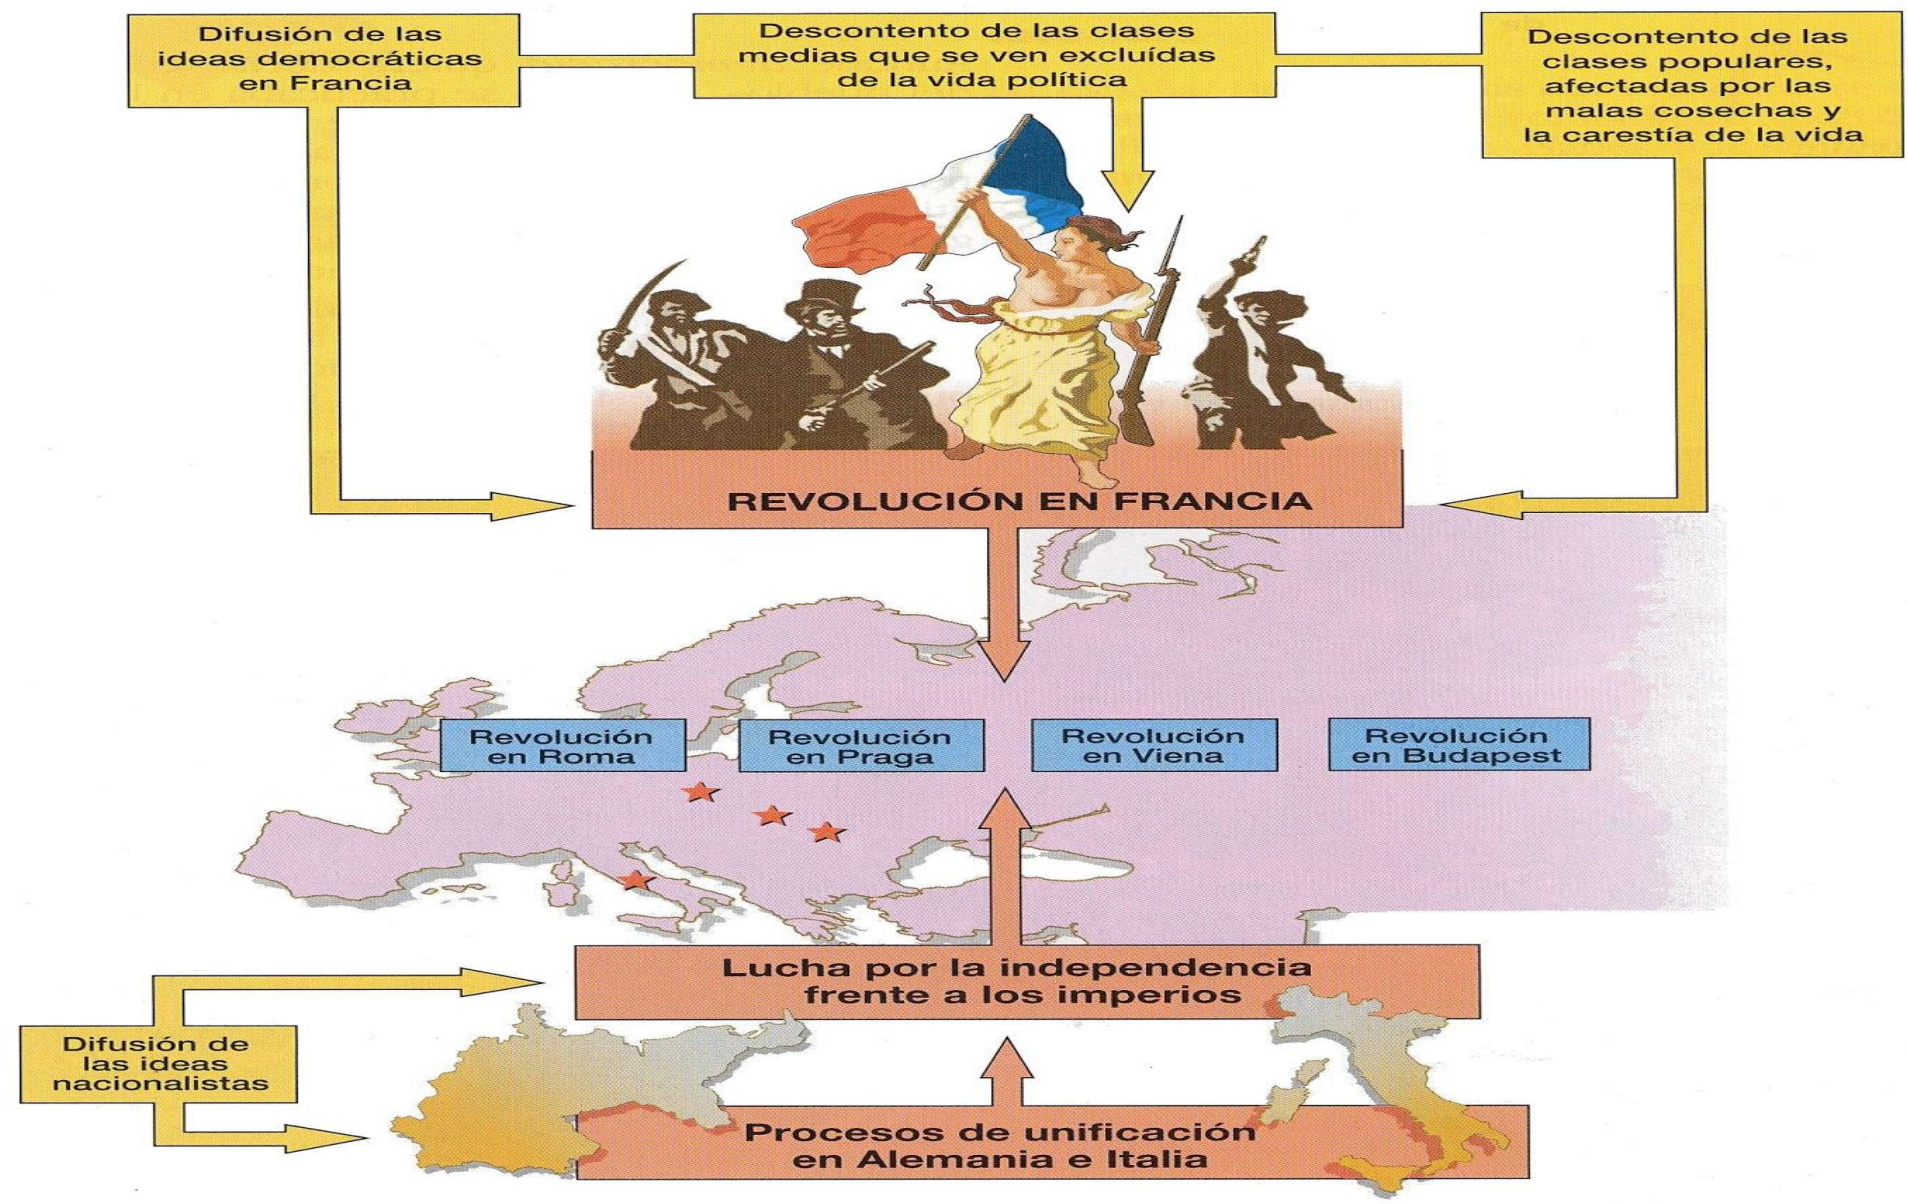 Difusión de las
ideas democráticas
en Francia
Descontento de las clases
medias que se ven excluídas
de la vida política
Descontento de las
clases populares,
afectadas por las
malas cosechas y
la carestía de la vida
REVOLUCIÓN EN FRANCIA
Revolución
en Roma
Revolución
en Praga
Revolución
en Viena
Revolución
en Budapest
Lucha por la independencia
frente a los imperios
Difusión de
las ideas
nacionalistas
Procesos de unificación
en Alemania e Italia